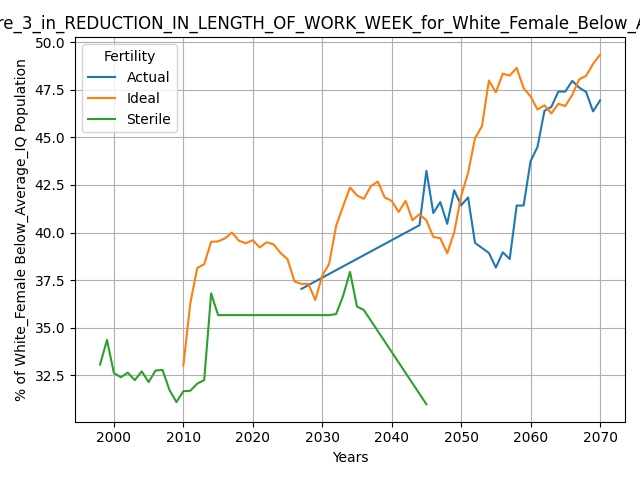 re_3_in_REDUCTION_IN_LENGTH_OF_WORK_WEEK_for_White_Female_Below_A
50.0
47.5
45.0
42.5
40.0
37.5
35.0
32.5
% of White_Female Below_Average_IQ Population
Fertility
Actual
Ideal
Sterile
2000 2010 2020 2030 2040 2050 2060 2070
Years